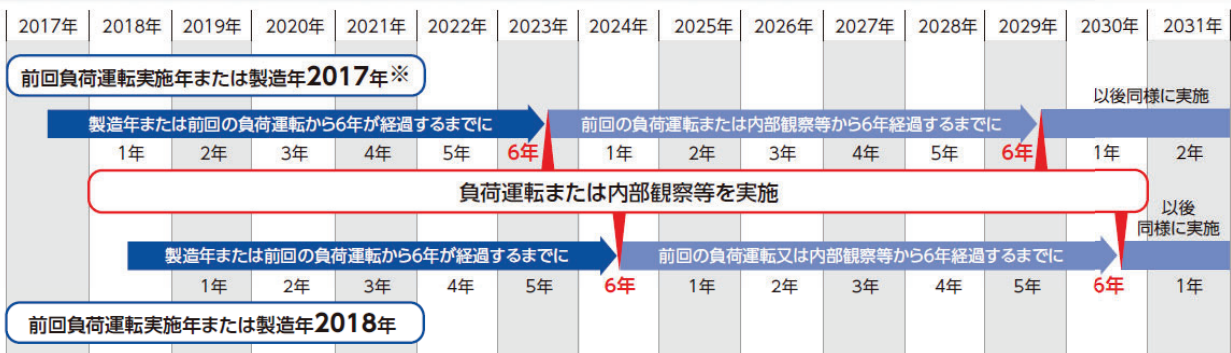 2017年 2018年 2019年 2020年 2021年 2022年 2023年 2024年 2025年 2026年 2027年 2028年 2029年 2030年 2031年
前回負荷運転実施年または製造年2017年※
以後同様に実施
製造年または前回の負荷運転から6年が経過するまでに 前回の負荷運転または内部観察等から6年経過するまでに
1年 2年 3年 4年 5年 6年 1年 2年 3年 4年 5年 6年 1年 2年
負荷運転または内部観察等を実施
以後
同様に実施
製造年または前回の負荷運転から6年が経過するまでに 前回の負荷運転又は内部観察等から6年経過するまでに
1年 2年 3年 4年 5年 6年 1年 2年 3年 4年 5年 6年 1年
前回負荷運転実施年または製造年2018年